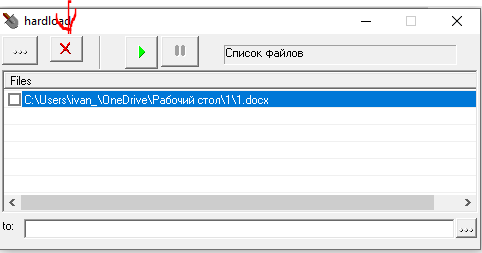 hardload
...
Список файлов
Files
C:\Users\ivan_\OneDrive\Рабочий стол\1\1.docx
to:
...